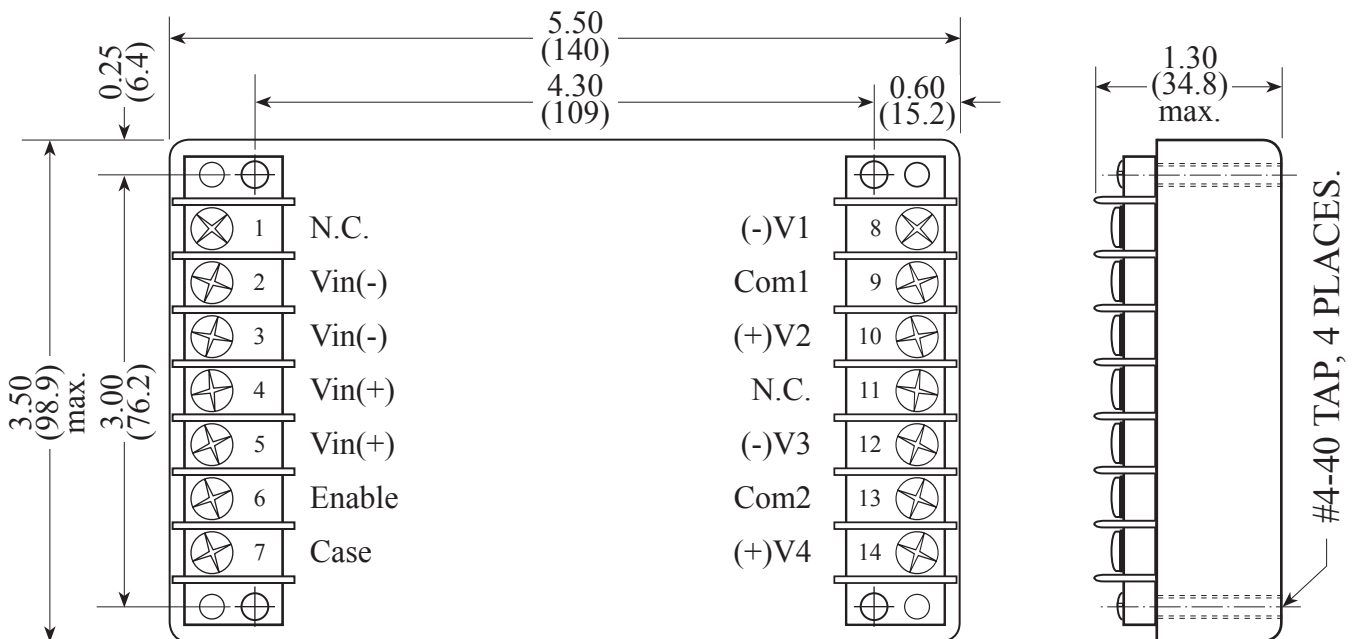 5.50
(140)
4.30
(109)
0.60
(15.2)
0.25
(6.4)
1.30
(34.8)
max.
3.50
(98.9)
max.
3.00
(76.2)
1 N.C.
2 Vin(-)
3 Vin(-)
4 Vin(+)
5 Vin(+)
6 Enable
7 Case
(-)V1 8
Com1 9
(+)V2 10
N.C. 11
(-)V3 12
Com2 13
(+)V4 14
#4-40 TAP, 4 PLACES.